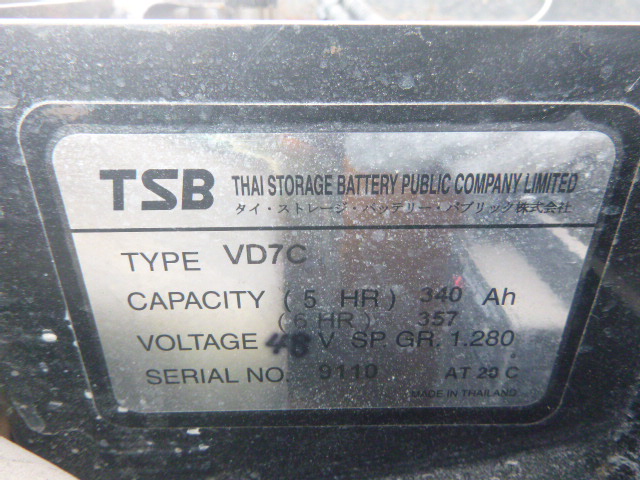 TSB THAI STORAGE BATTERY PUBLIC COMPANY LIMITED
タイ・ストレージ・バッテリー・パブリック株式会社
TYPE VD7C
CAPACITY ( 5 HR ) 340 Ah
( 6 HR ) 357
VOLTAGE 48 V SP GR. 1.280
SERIAL NO. 9110 AT 20 C
MADE IN THAILAND